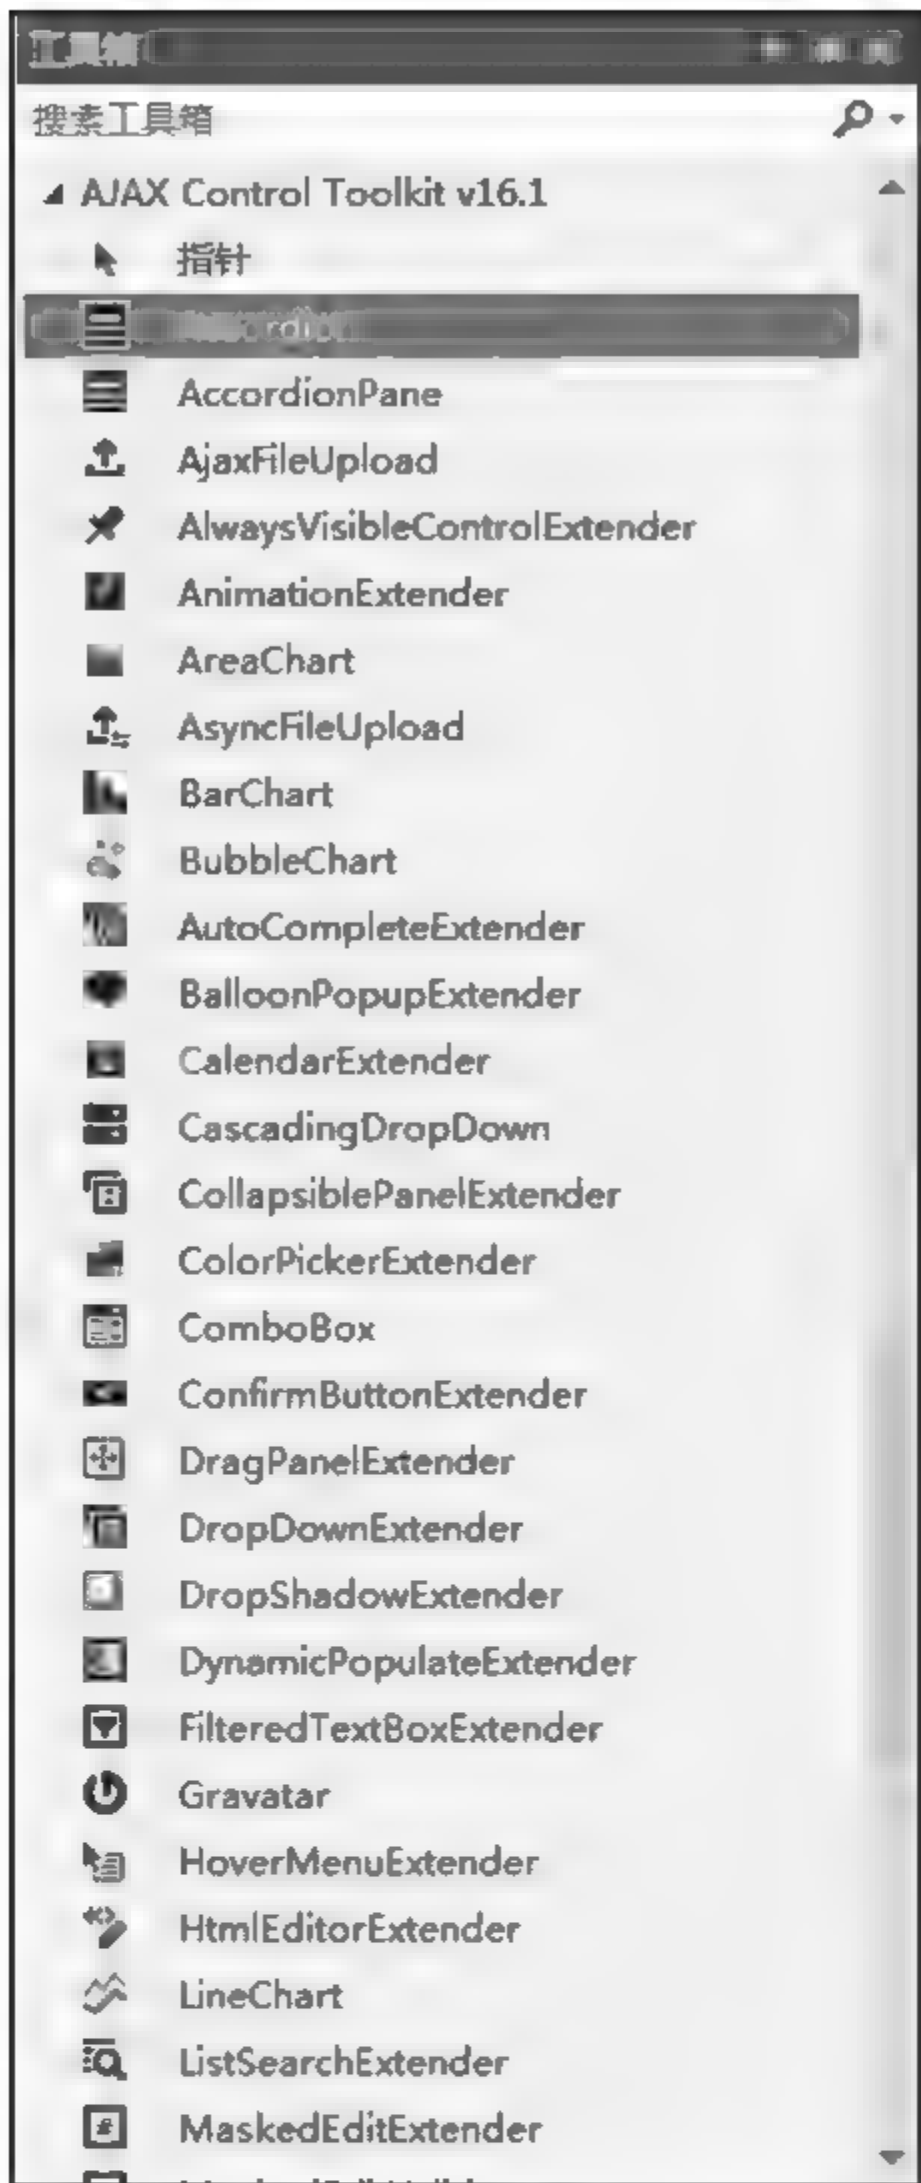 工具箱
搜索工具箱
AJAX Control Toolkit v16.1
指针
AccordionPane
AjaxFileUpload
AlwaysVisibleControlExtender
AnimationExtender
AreaChart
AsyncFileUpload
BarChart
BubbleChart
AutoCompleteExtender
BalloonPopupExtender
CalendarExtender
CascadingDropDown
CollapsiblePanelExtender
ColorPickerExtender
ComboBox
ConfirmButtonExtender
DragPanelExtender
DropDownExtender
DropShadowExtender
DynamicPopulateExtender
FilteredTextBoxExtender
Gravatar
HoverMenuExtender
HtmlEditorExtender
LineChart
ListSearchExtender
MaskedEditExtender